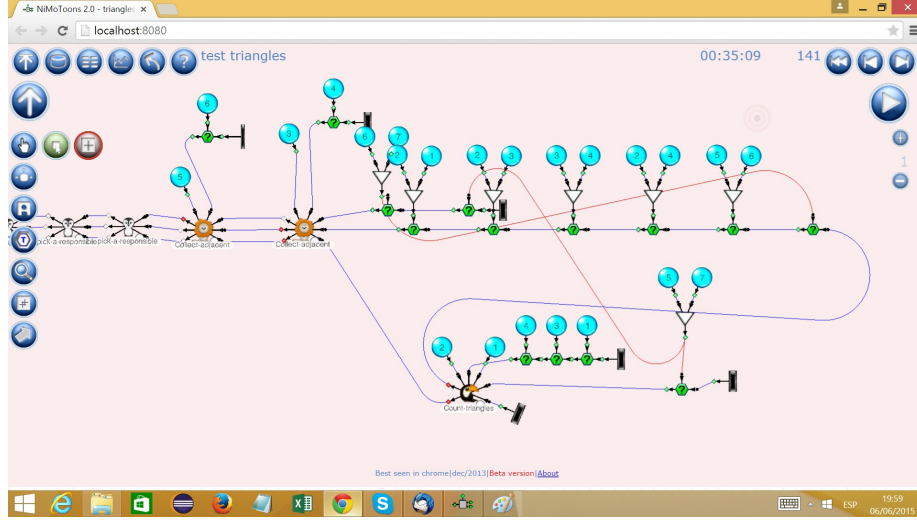 NiMoToons 2.0 - triangles
localhost:8080
test triangles
00:35:09
141
1
6
4
3
5
6
7
2
1
2
3
3
4
2
4
5
6
pick-a-responsible
pick-a-responsible
Collect-adjacent
Collect-adjacent
5
7
4
3
1
2
1
Count-triangles
Best seen in chrome|dec/2013|Beta version|About
ESP
19:59
06/06/2015